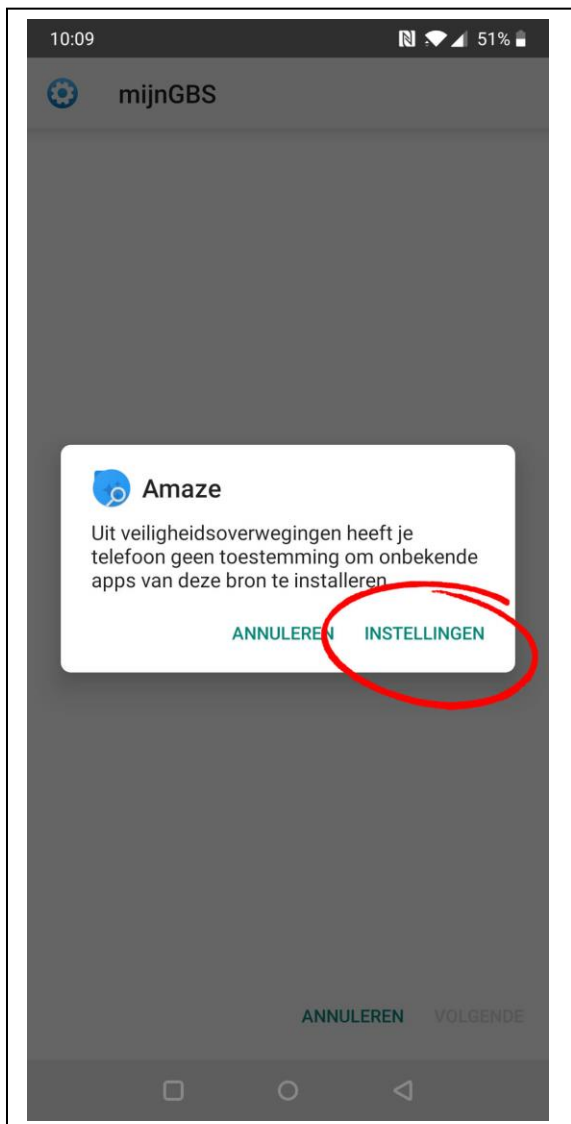 10:09 51%
mijnGBS
Amaze
Uit veiligheidsoverwegingen heeft je
telefoon geen toestemming om onbekende
apps van deze bron te installeren.
ANNULEREN INSTELLINGEN
ANNULEREN VOLGENDE